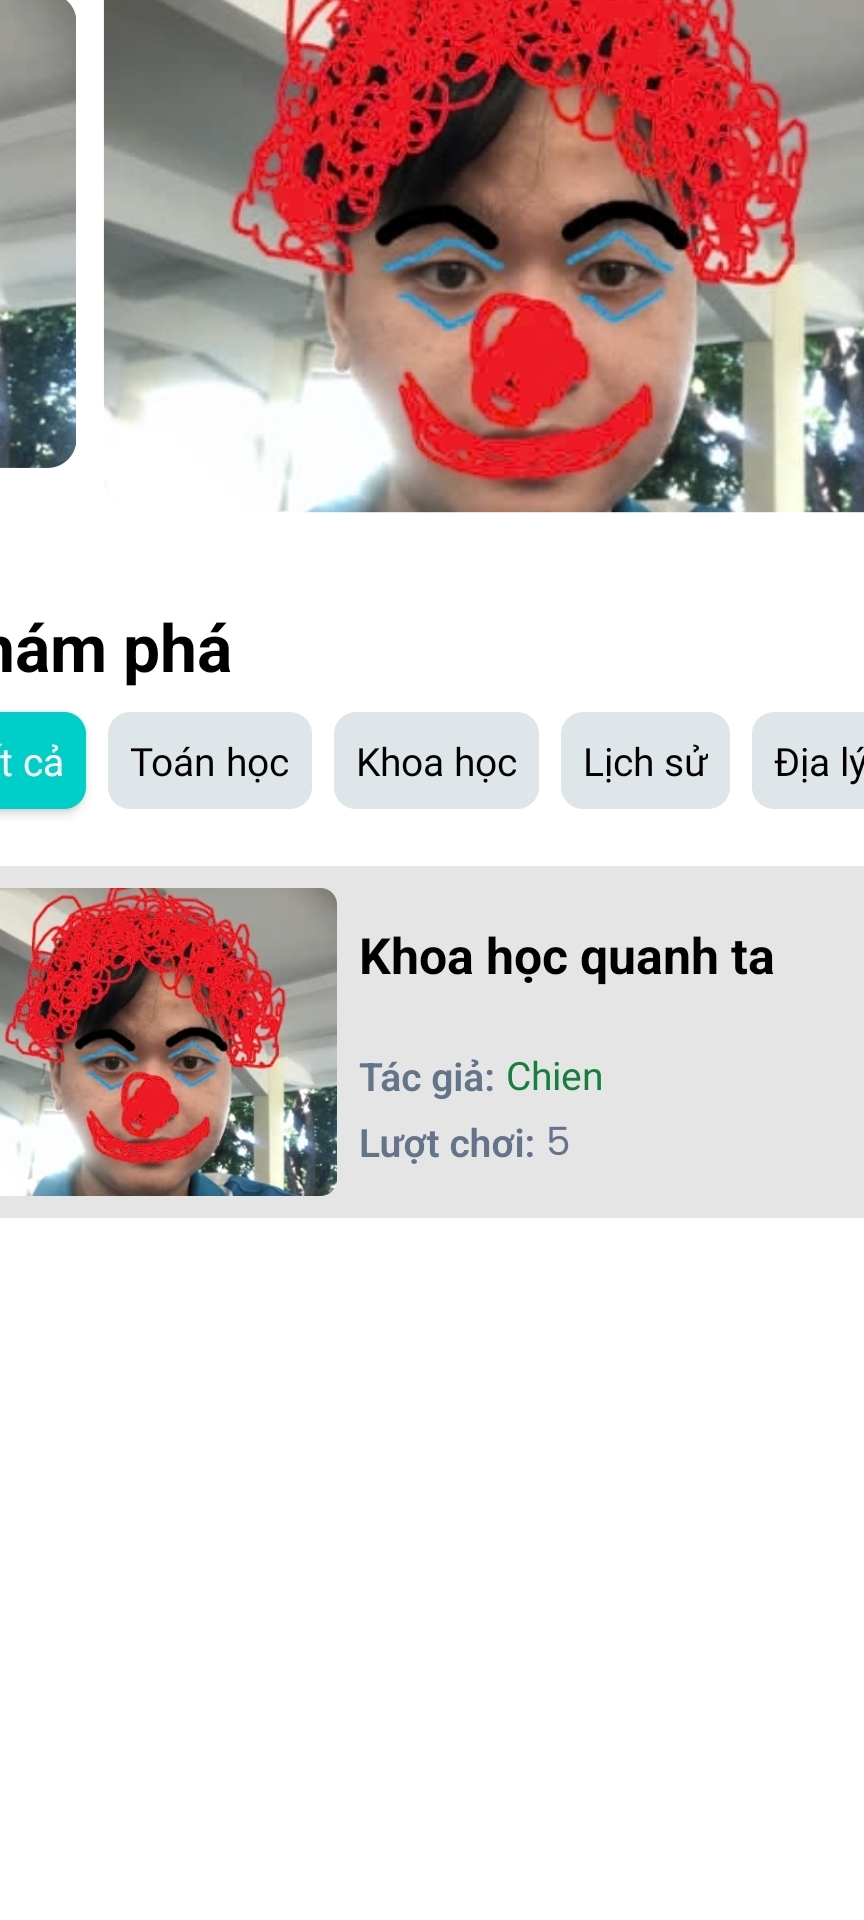 hám phá
t cả
Toán học
Khoa học
Lịch sử
Địa lý
Khoa học quanh ta
Tác giả: Chien
Lượt chơi: 5